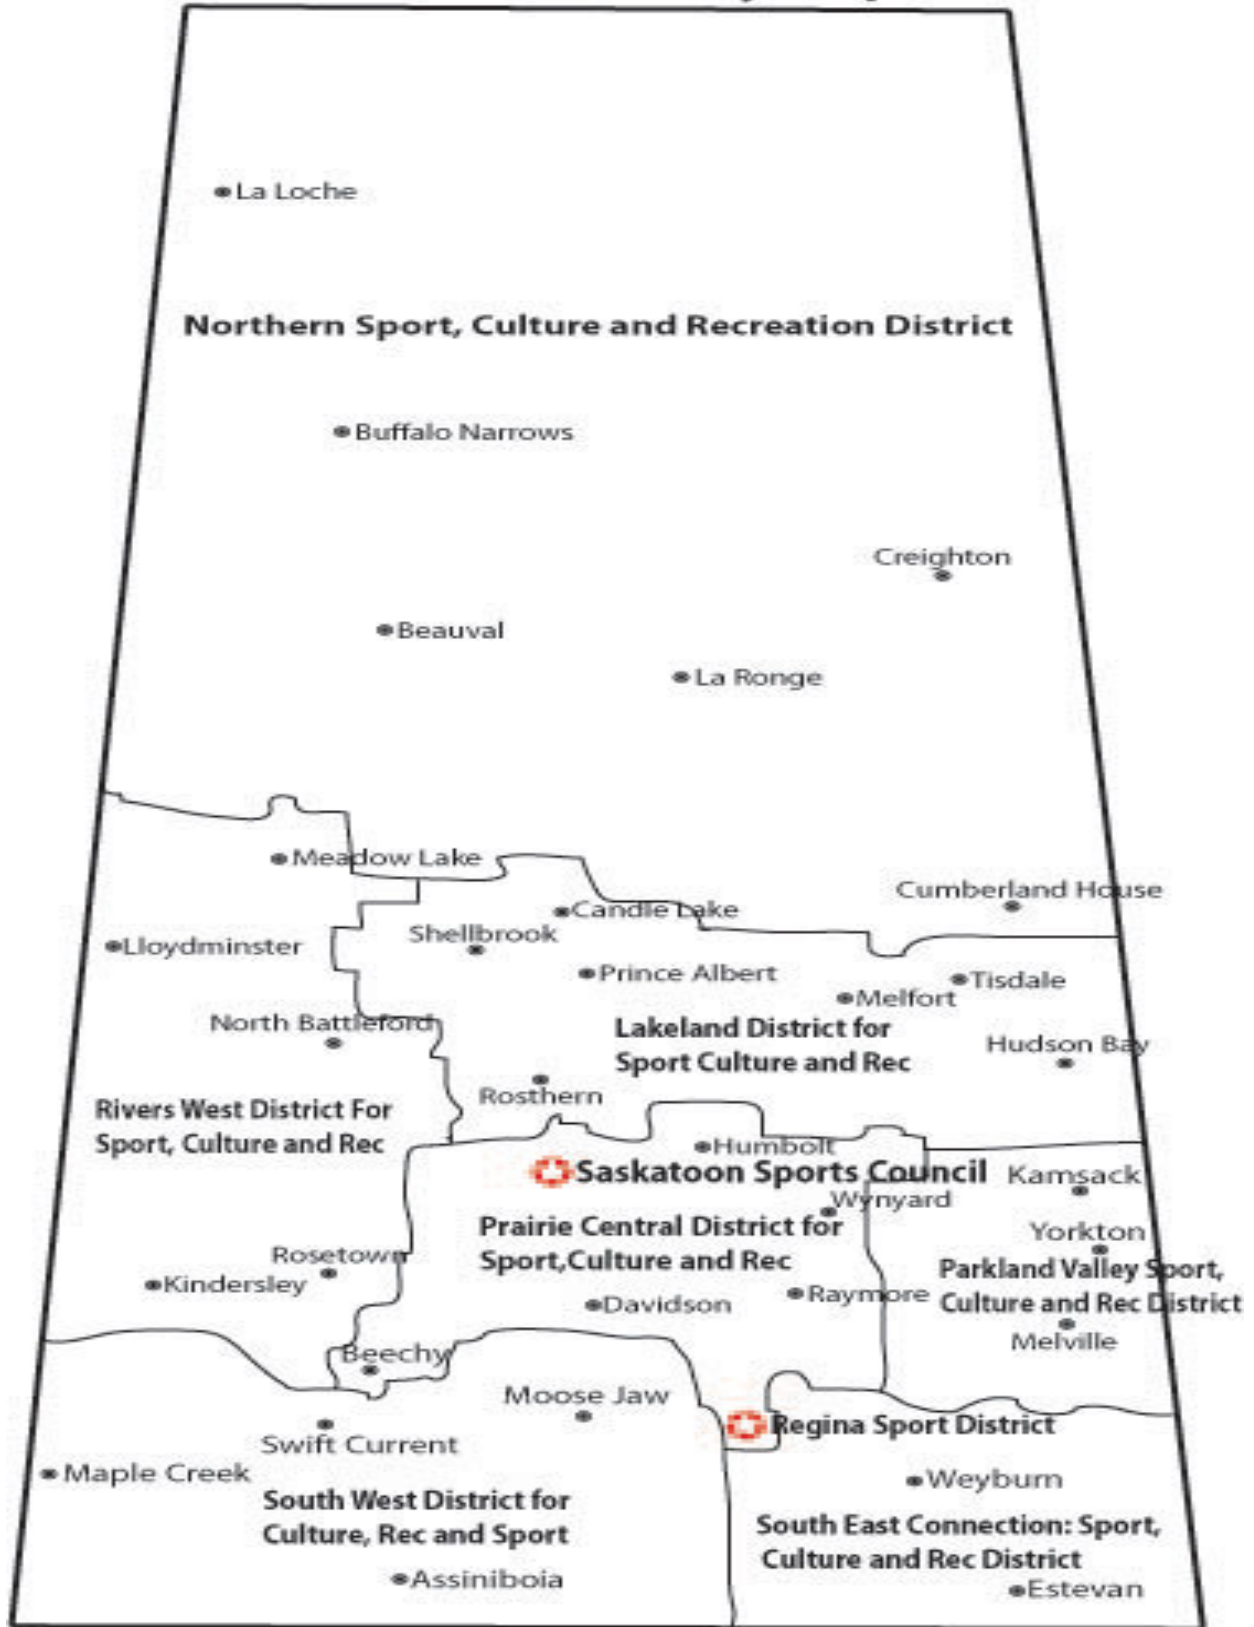 La Loche
Northern Sport, Culture and Recreation District
Buffalo Narrows
Creighton
Beauval
La Ronge
Meadow Lake
Cumberland House
Candle Lake
Shellbrook
Lloydminster
Prince Albert
Tisdale
Melfort
North Battleford
Lakeland District for
Sport Culture and Rec
Hudson Bay
Rosthern
Rivers West District For
Sport, Culture and Rec
Humbolt
Saskatoon Sports Council
Kamsack
Wynyard
Prairie Central District for
Sport,Culture and Rec
Yorkton
Rosetown
Kindersley
Parkland Valley Sport,
Culture and Rec District
Raymore
Davidson
Melville
Beechy
Moose Jaw
Regina Sport District
Swift Current
Maple Creek
Weyburn
South West District for
Culture, Rec and Sport
South East Connection: Sport,
Culture and Rec District
Assiniboia
Estevan